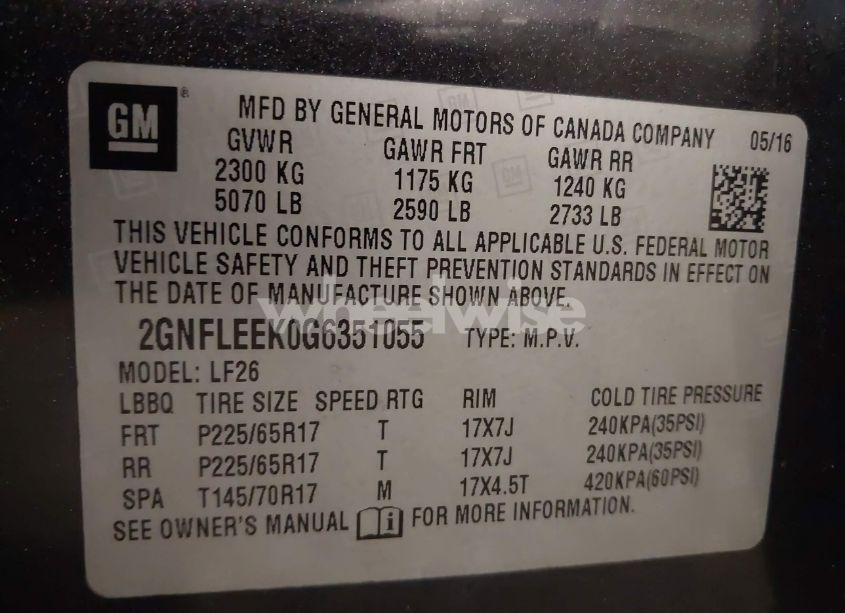 GM ® MFD BY GENERAL MOTORS OF CANADA COMPANY 05/16
GVWR GAWR FRT GAWR RR
2300 KG 1175 KG 1240 KG
5070 LB 2590 LB 2733 LB
THIS VEHICLE CONFORMS TO ALL APPLICABLE U.S. FEDERAL MOTOR
VEHICLE SAFETY AND THEFT PREVENTION STANDARDS IN EFFECT ON
THE DATE OF MANUFACTURE SHOWN ABOVE.
wheelwise
2GNFLEEK0G6351055 TYPE: M.P.V.
MODEL: LF26
LBBQ TIRE SIZE SPEED RTG RIM COLD TIRE PRESSURE
FRT P225/65R17 T 17X7J 240KPA(35PSI)
RR P225/65R17 T 17X7J 240KPA(35PSI)
SPA T145/70R17 M 17X4.5T 420KPA(60PSI)
SEE OWNER'S MANUAL i FOR MORE INFORMATION.